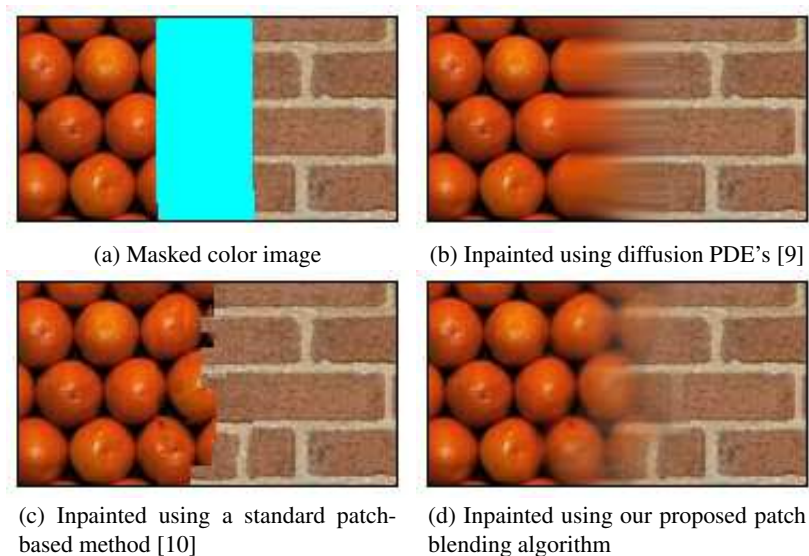 (a) Masked color image
(b) Inpainted using diffusion PDE's [9]
(c) Inpainted using a standard patch-
based method [10]
(d) Inpainted using our proposed patch
blending algorithm